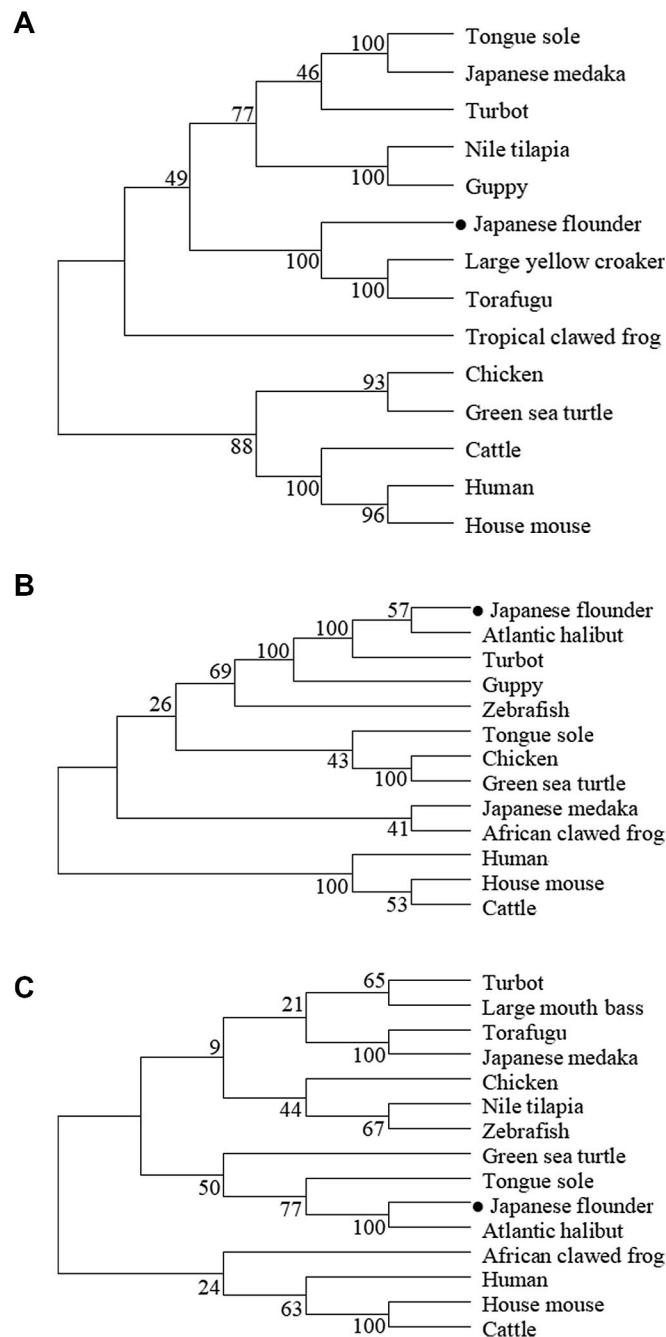 A
100 Tongue sole
46 Japanese medaka
77 Turbot
Nile tilapia
49 100 Guppy
● Japanese flounder
100 Large yellow croaker
100 Torafugu
Tropical clawed frog
93 Chicken
Green sea turtle
88 Cattle
100 Human
96 House mouse
B
57 ● Japanese flounder
100 Atlantic halibut
100 Turbot
69 Guppy
26 Zebrafish
Tongue sole
43 Chicken
100 Green sea turtle
Japanese medaka
41 African clawed frog
Human
100 House mouse
53 Cattle
C
65 Turbot
21 Large mouth bass
Torafugu
9 100 Japanese medaka
Chicken
44 Nile tilapia
67 Zebrafish
Green sea turtle
50 Tongue sole
77 ● Japanese flounder
100 Atlantic halibut
African clawed frog
24 Human
63 House mouse
100 Cattle